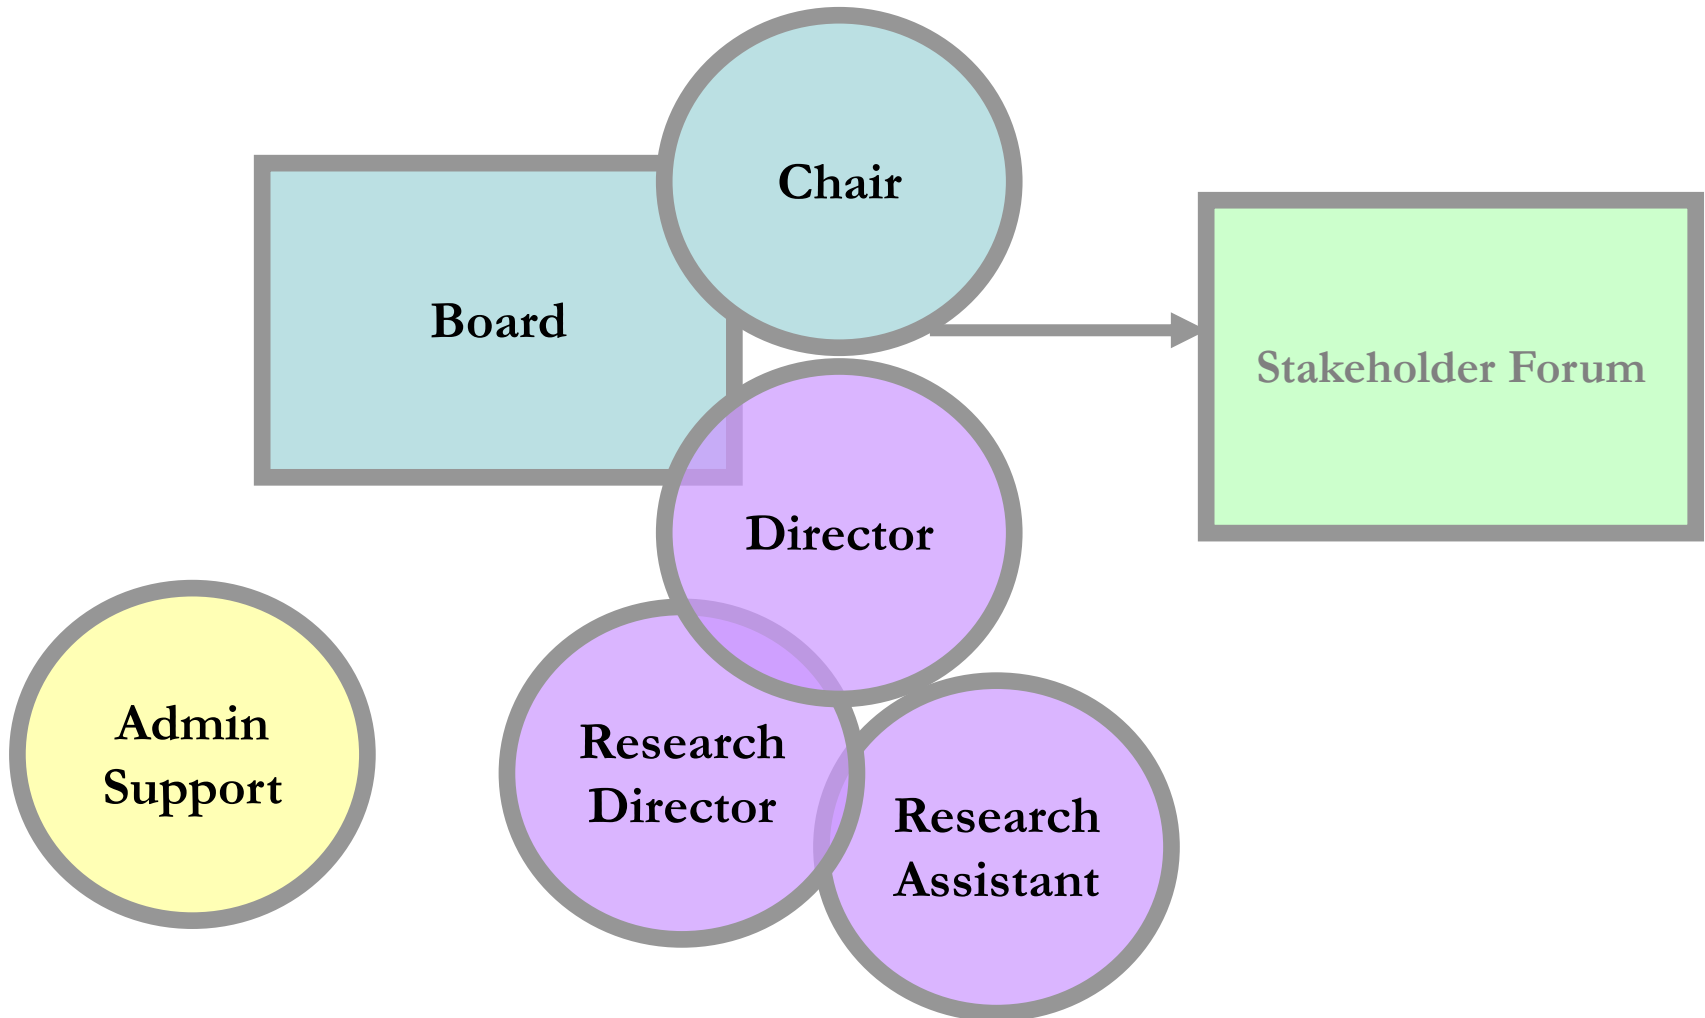 Chair
Board
Stakeholder Forum
Director
Admin
Support
Research
Director
Research
Assistant